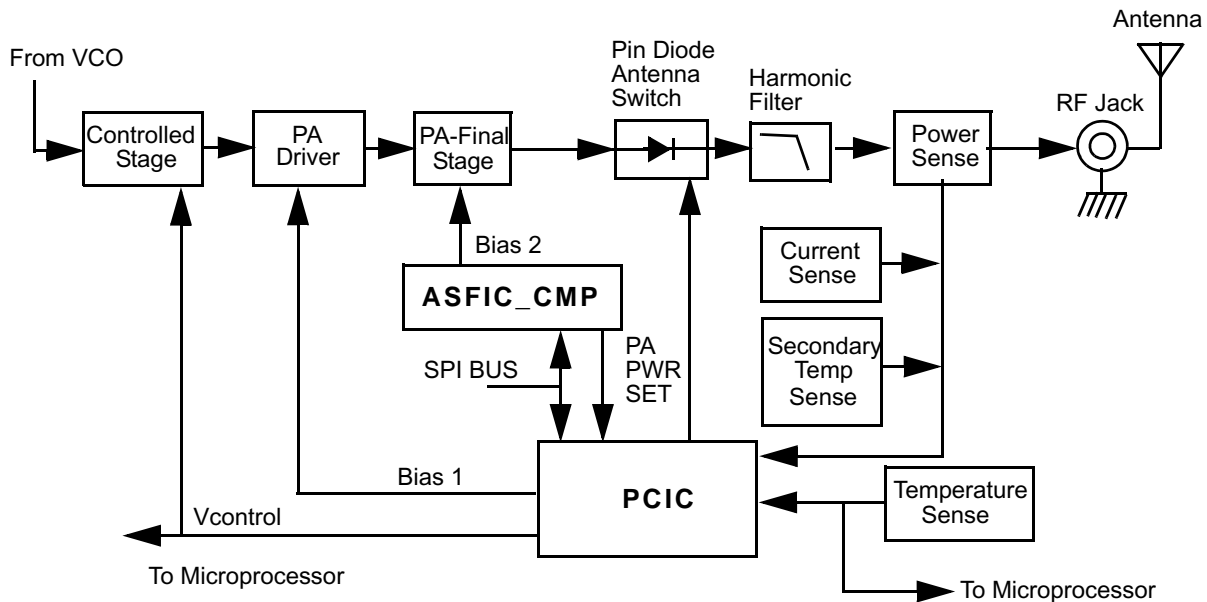 Antenna
From VCO
Pin Diode
Antenna
Switch
Harmonic
Filter
RF Jack
Controlled
Stage
PA
Driver
PA-Final
Stage
Power
Sense
Bias 2
Current
Sense
ASFIC_CMP
SPI BUS
PA
PWR
SET
Secondary
Temp
Sense
Bias 1
PCIC
Temperature
Sense
Vcontrol
To Microprocessor
To Microprocessor